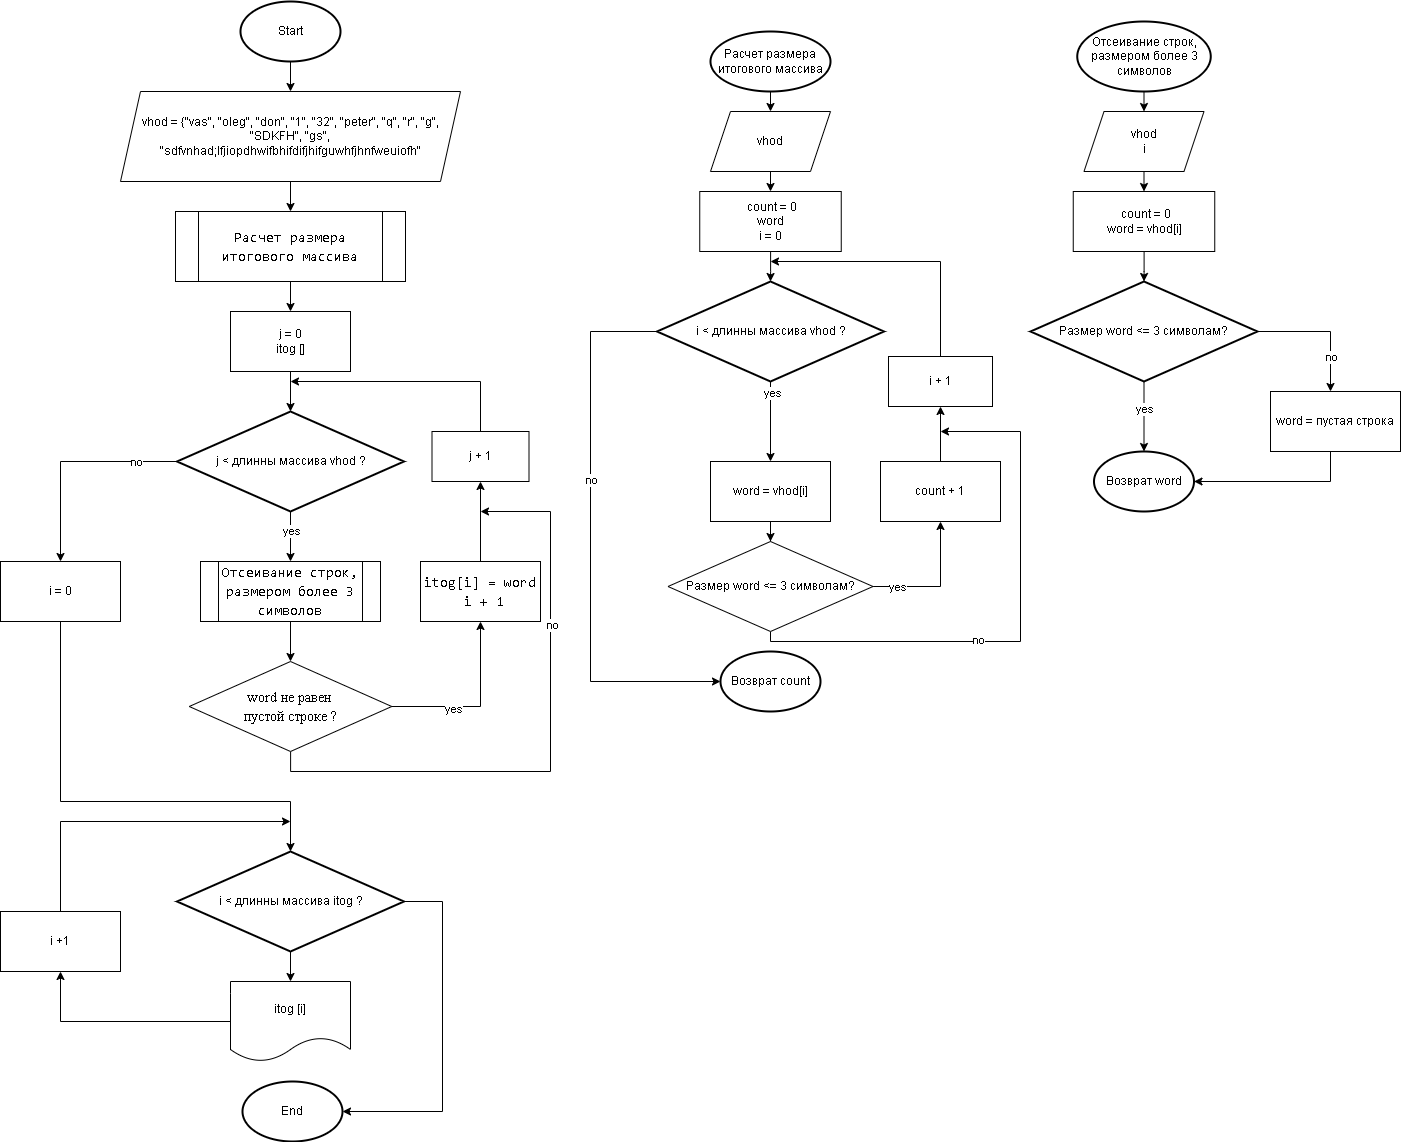 Start
vhod = {"vas", "oleg", "don", "1", "32", "peter", "q", "r", "g",
"SDKFH", "gs",
"sdfvnhad;lfjiopdhwifbhifdifjhifguwhfjhnfweuiofh"
Расчет размера
итогового массива
j = 0
itog []
j < длинны массива vhod ?
no
yes
j + 1
i = 0
Отсеивание строк,
размером более 3
символов
itog[i] = word
i + 1
no
word не равен
пустой строке ?
yes
i < длинны массива itog ?
i +1
itog [i]
End
Расчет размера
итогового массива
vhod
count = 0
word
i = 0
i < длинны массива vhod ?
i + 1
yes
no
word = vhod[i]
count + 1
Размер word <= 3 символам?
yes
no
Возврат count
Отсеивание строк,
размером более 3
символов
vhod
i
count = 0
word = vhod[i]
Размер word <= 3 символам?
no
yes
word = пустая строка
Возврат word